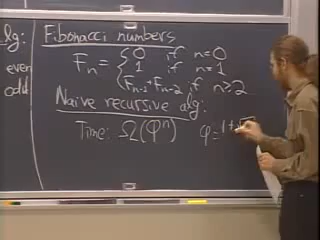 lg:
even
odd
Fibonacci numbers
Fn = { 0 if n=0
1 if n=1
Fn-1+Fn-2 if n≥2
Naive recursive alg:
Time: Ω(φⁿ) φ=1+√